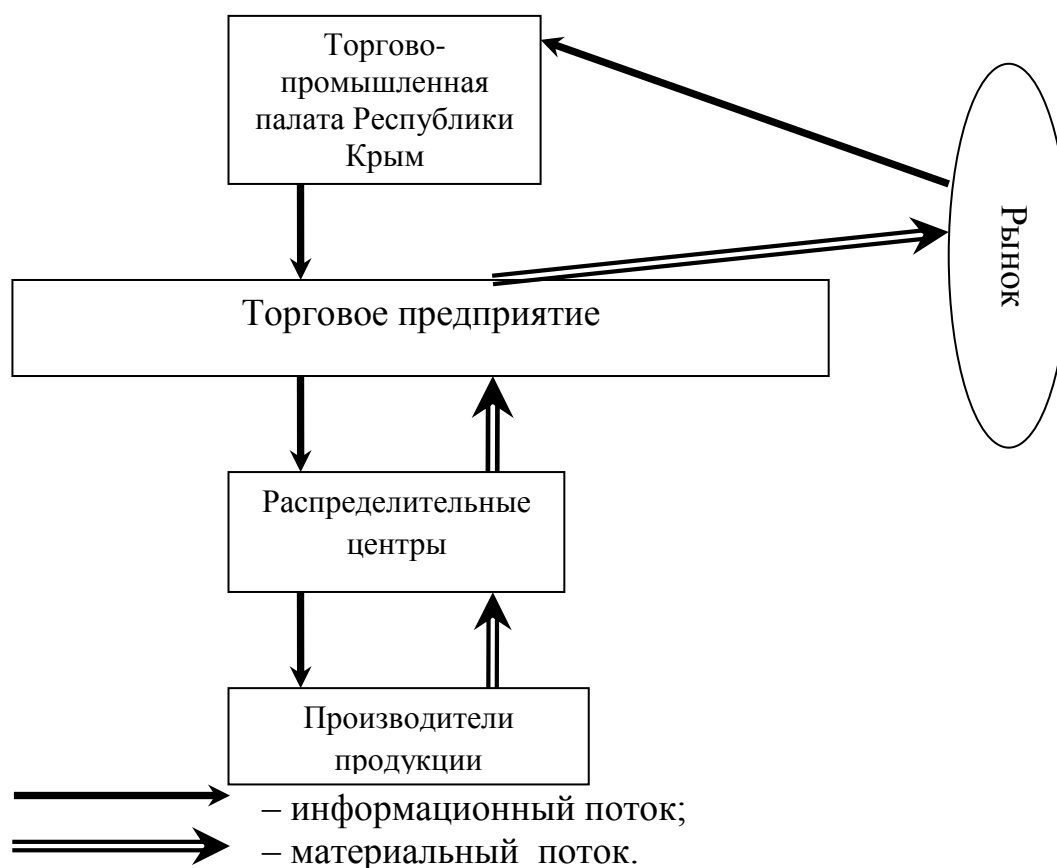 Торгово-
промышленная
палата Республики
Крым
Рынок
Торговое предприятие
Распределительные
центры
Производители
продукции
– информационный поток;
– материальный поток.